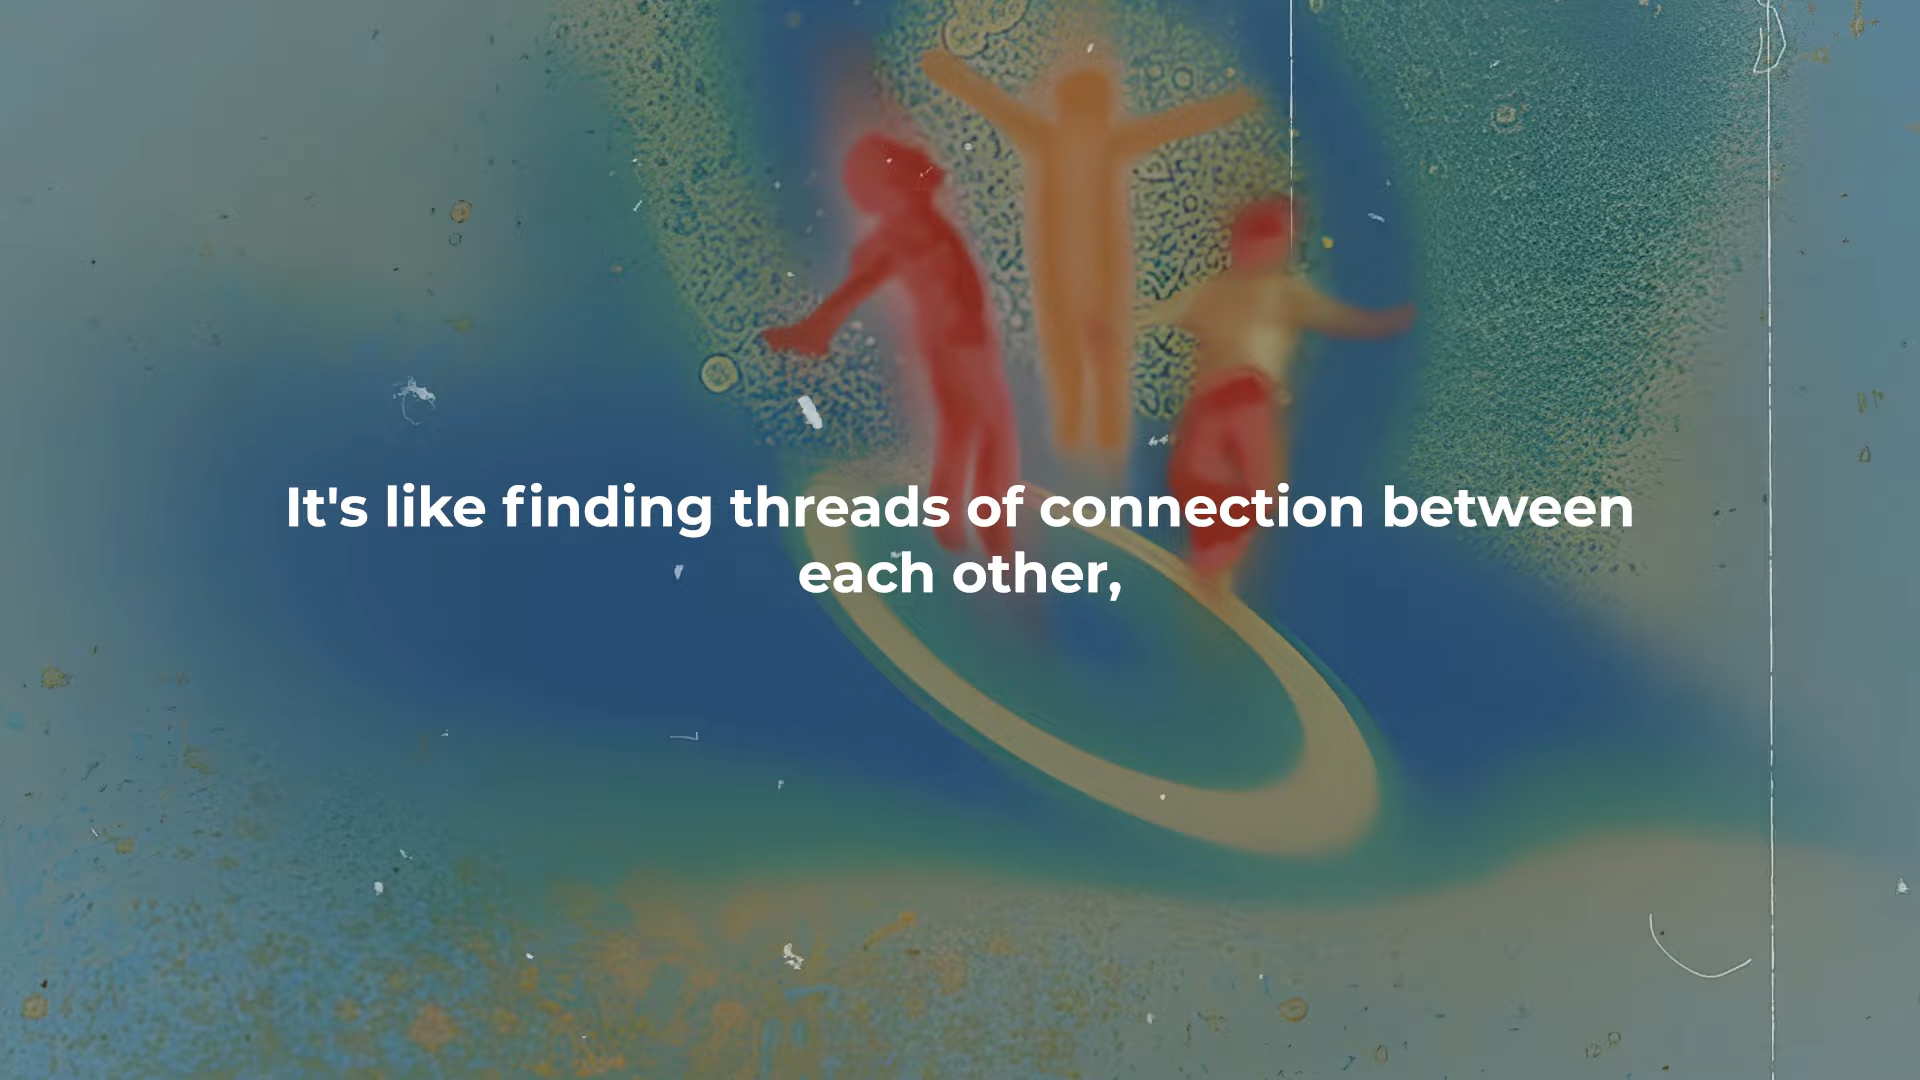 It's like finding threads of connection between
each other,